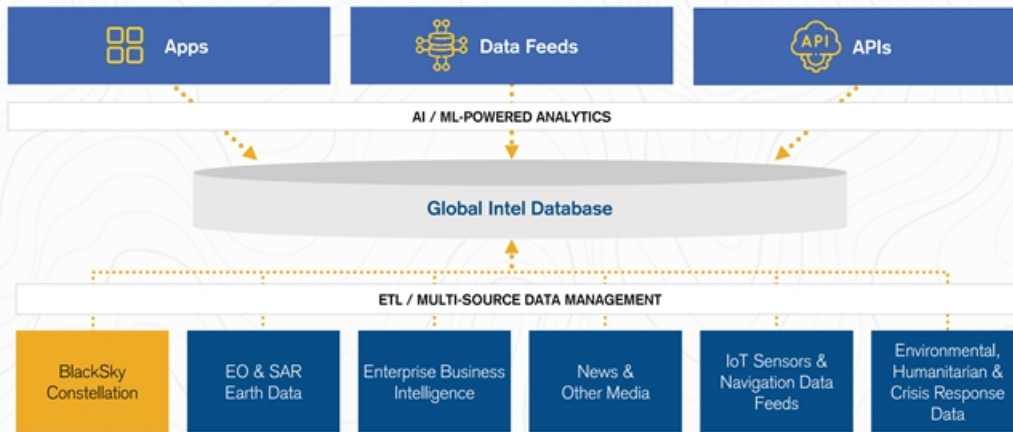 Apps
Data Feeds
API
APIs
AI / ML-POWERED ANALYTICS
Global Intel Database
ETL / MULTI-SOURCE DATA MANAGEMENT
BlackSky
Constellation
EO & SAR
Earth Data
Enterprise Business
Intelligence
News &
Other Media
IoT Sensors &
Navigation Data
Feeds
Environmental,
Humanitarian &
Crisis Response
Data